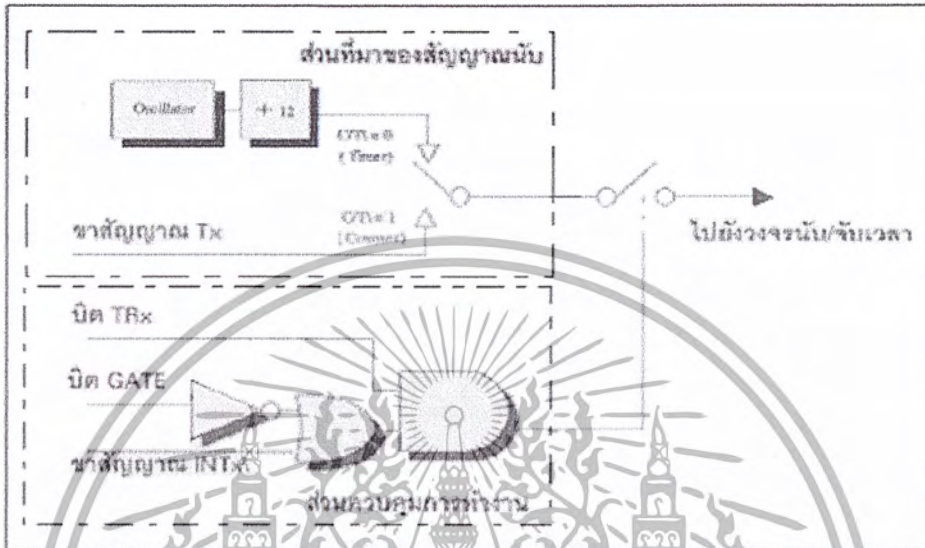 ส่วนที่มาของสัญญาณนับ
Oscillator
÷ 12
C/T\ = 0
( Timer)
ขาสัญญาณ Tx
C/T\ = 1
(Counter)
ไปยังวงจรนับ/จับเวลา
บิต TRx
บิต GATE
ขาสัญญาณ INTx\
ส่วนควบคุมการทำงาน